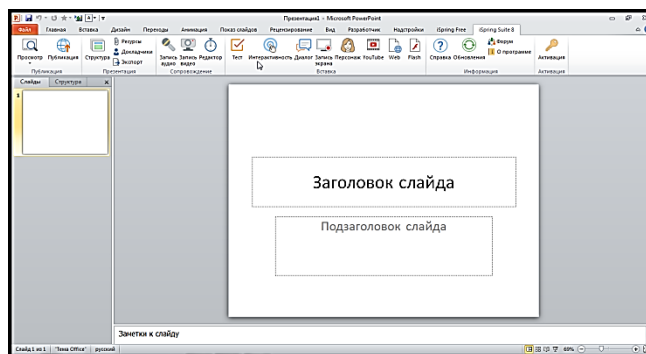 Презентация1 - Microsoft PowerPoint
Файл Главная Вставка Дизайн Переходы Анимация Показ слайдов Рецензирование Вид Разработчик Надстройки iSpring Free iSpring Suite 8
Просмотр Публикация Структура Ресурсы Докладчики Экспорт Запись аудио Запись видео Редактор Тест Интерактивность Диалог Запись экрана Персонаж YouTube Web Flash Справка Обновления Форум О программе Активация
Публикация Презентация Сопровождение Вставка Информация Активация
Слайды Структура
1
Заголовок слайда
Подзаголовок слайда
Заметки к слайду
Слайд 1 из 1 "Тема Office" русский 69%